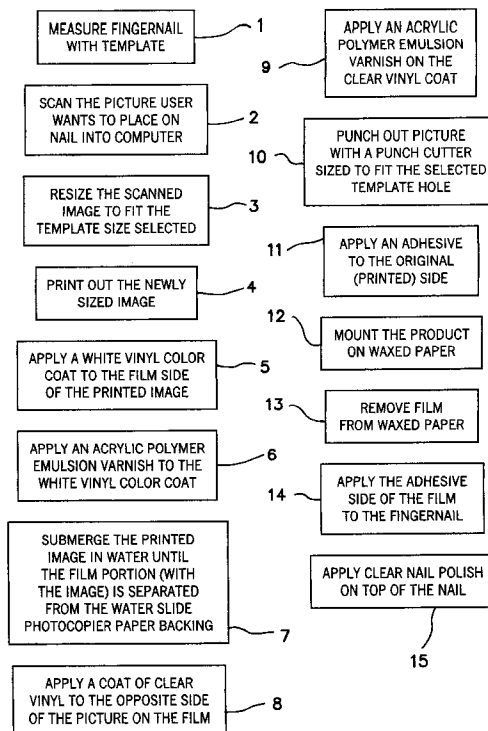 MEASURE FINGERNAIL
WITH TEMPLATE
1
SCAN THE PICTURE USER
WANTS TO PLACE ON
NAIL INTO COMPUTER
2
RESIZE THE SCANNED
IMAGE TO FIT THE
TEMPLATE SIZE SELECTED
3
PRINT OUT THE NEWLY
SIZED IMAGE
4
APPLY A WHITE VINYL COLOR
COAT TO THE FILM SIDE
OF THE PRINTED IMAGE
5
APPLY AN ACRYLIC POLYMER
EMULSION VARNISH TO THE
WHITE VINYL COLOR COAT
6
SUBMERGE THE PRINTED
IMAGE IN WATER UNTIL
THE FILM PORTION (WITH
THE IMAGE) IS SEPARATED
FROM THE WATER SLIDE
PHOTOCOPIER PAPER BACKING
7
APPLY A COAT OF CLEAR
VINYL TO THE OPPOSITE SIDE
OF THE PICTURE ON THE FILM
8
APPLY AN ACRYLIC
POLYMER EMULSION
VARNISH ON THE
CLEAR VINYL COAT
9
PUNCH OUT PICTURE
WITH A PUNCH CUTTER
SIZED TO FIT THE SELECTED
TEMPLATE HOLE
10
APPLY AN ADHESIVE
TO THE ORIGINAL
(PRINTED) SIDE
11
MOUNT THE PRODUCT
ON WAXED PAPER
12
REMOVE FILM
FROM WAXED PAPER
13
APPLY THE ADHESIVE
SIDE OF THE FILM
TO THE FINGERNAIL
14
APPLY CLEAR NAIL POLISH
ON TOP OF THE NAIL
15